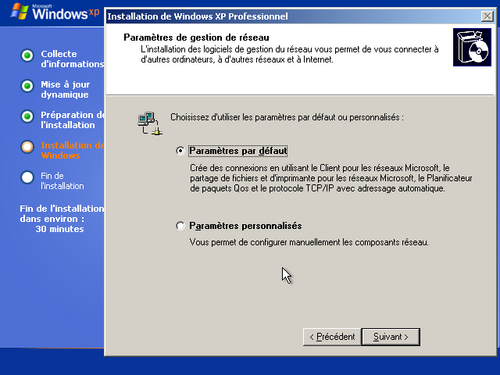 Microsoft
Windows xp
Collecte
d'informations
Mise à jour
dynamique
Préparation de
l'installation
Installation de
Windows
Fin de
l'installation
Fin de l'installation
dans environ :
30 minutes
Installation de Windows XP Professionnel
Paramètres de gestion de réseau
L'installation des logiciels de gestion du réseau vous permet de vous connecter à
d'autres ordinateurs, à d'autres réseaux et à Internet.
Choisissez d'utiliser les paramètres par défaut ou personnalisés :
Paramètres par défaut
Crée des connexions en utilisant le Client pour les réseaux Microsoft, le
partage de fichiers et d'imprimante pour les réseaux Microsoft, le Planificateur
de paquets Qos et le protocole TCP/IP avec adressage automatique.
Paramètres personnalisés
Vous permet de configurer manuellement les composants réseau.
< Précédent
Suivant >